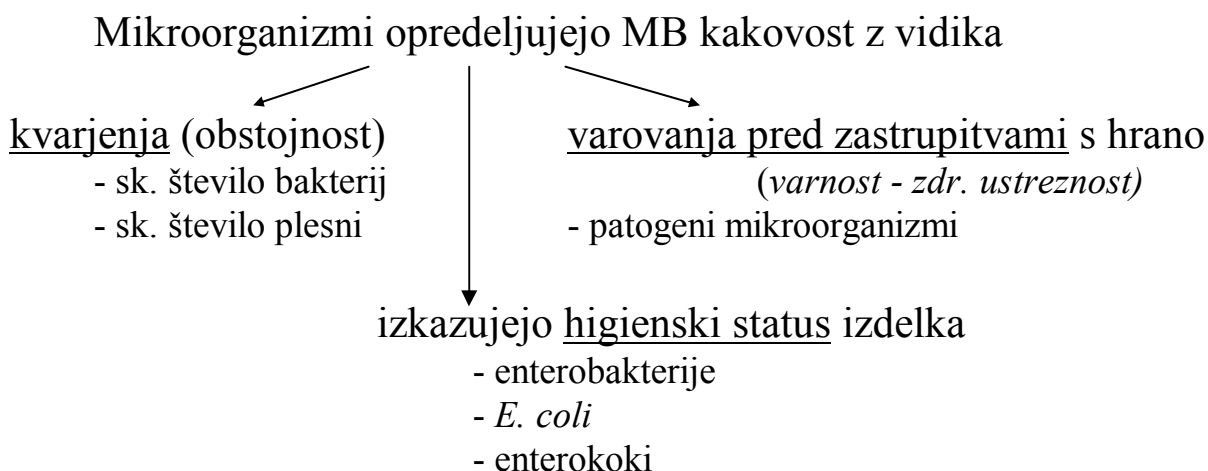 Mikroorganizmi opredeljujejo MB kakovost z vidika
kvarjenja (obstojnost)
- sk. število bakterij
- sk. število plesni
varovanja pred zastrupitvami s hrano
(varnost - zdr. ustreznost)
- patogeni mikroorganizmi
izkazujejo higienski status izdelka
- enterobakterije
- E. coli
- enterokoki